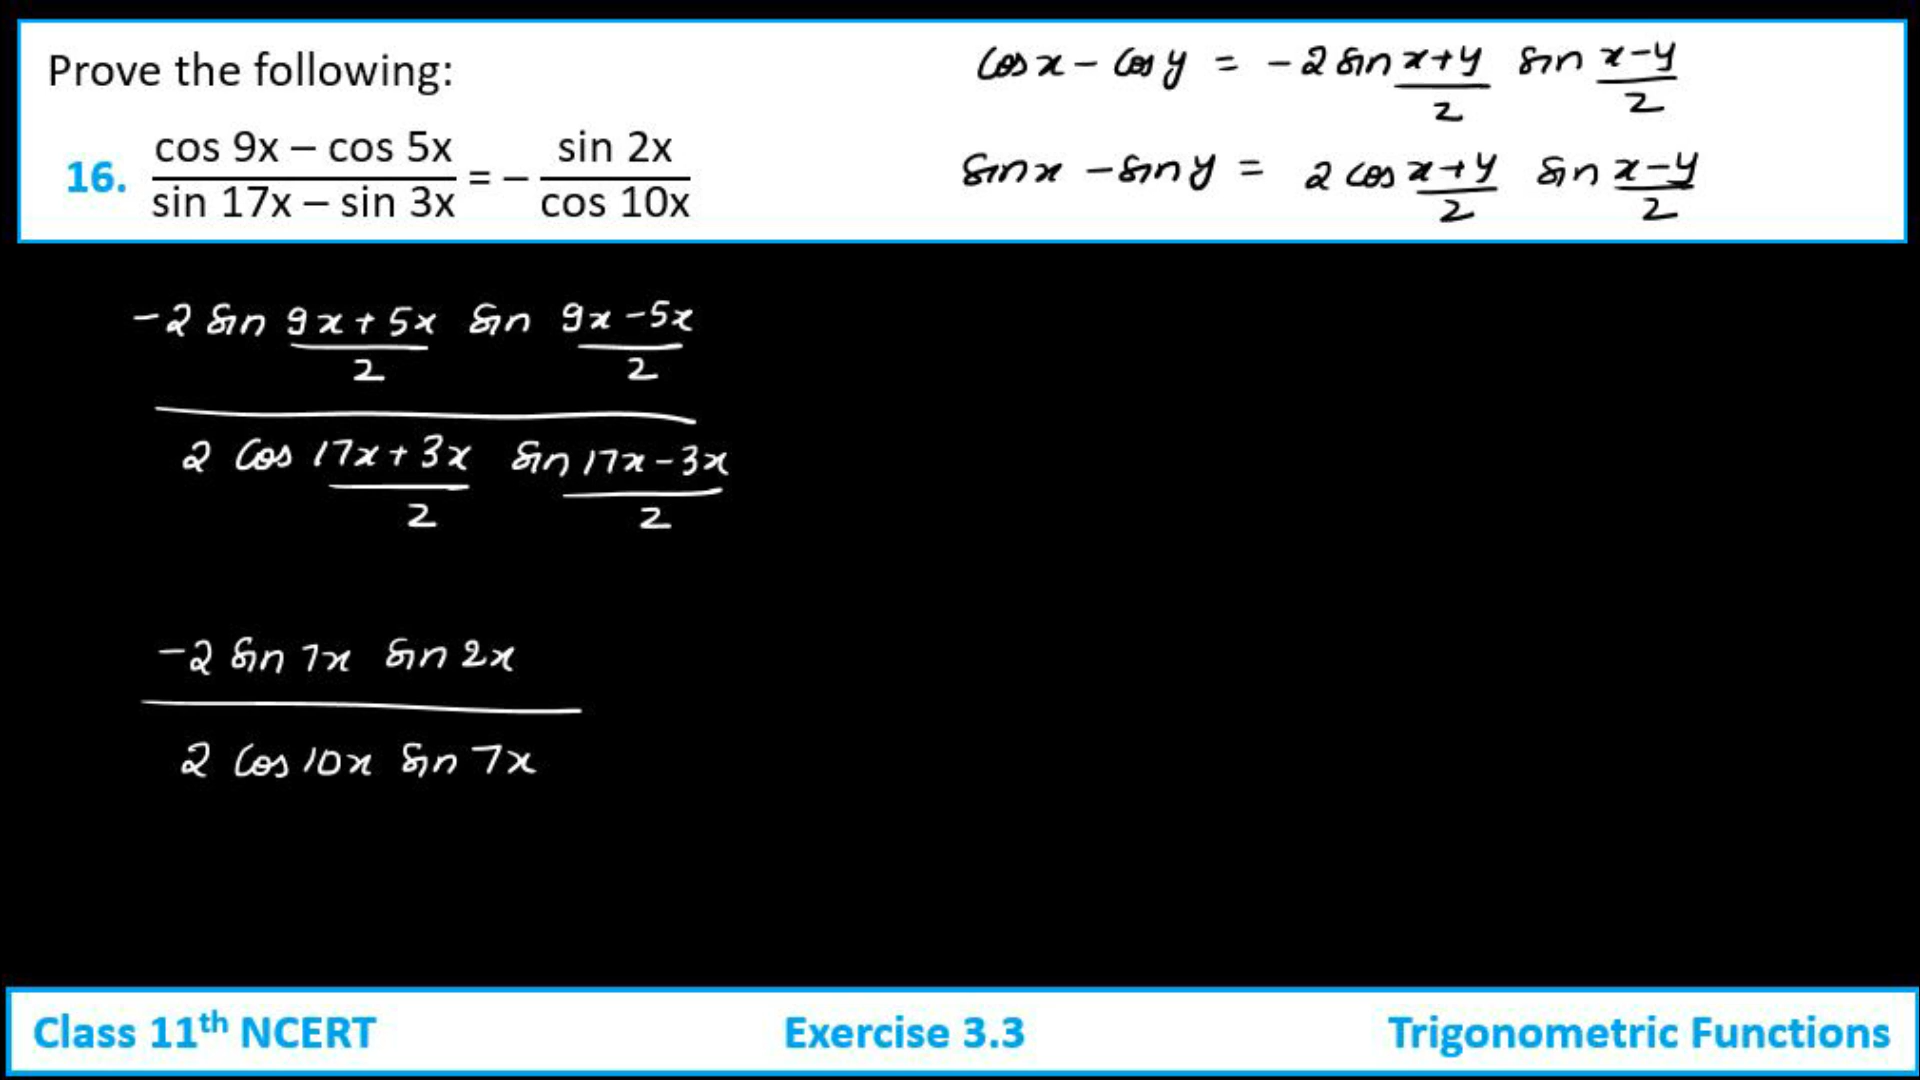 Prove the following:
16. cos 9x – cos 5x / sin 17x – sin 3x = – sin 2x / cos 10x
cos x - cos y = -2 sin x+y/2 sin x-y/2
sin x - sin y = 2 cos x+y/2 sin x-y/2
-2 sin 9x+5x/2 sin 9x-5x/2
2 cos 17x+3x/2 sin 17x-3x/2
-2 sin 7x sin 2x
2 cos 10x sin 7x
Class 11th NCERT
Exercise 3.3
Trigonometric Functions